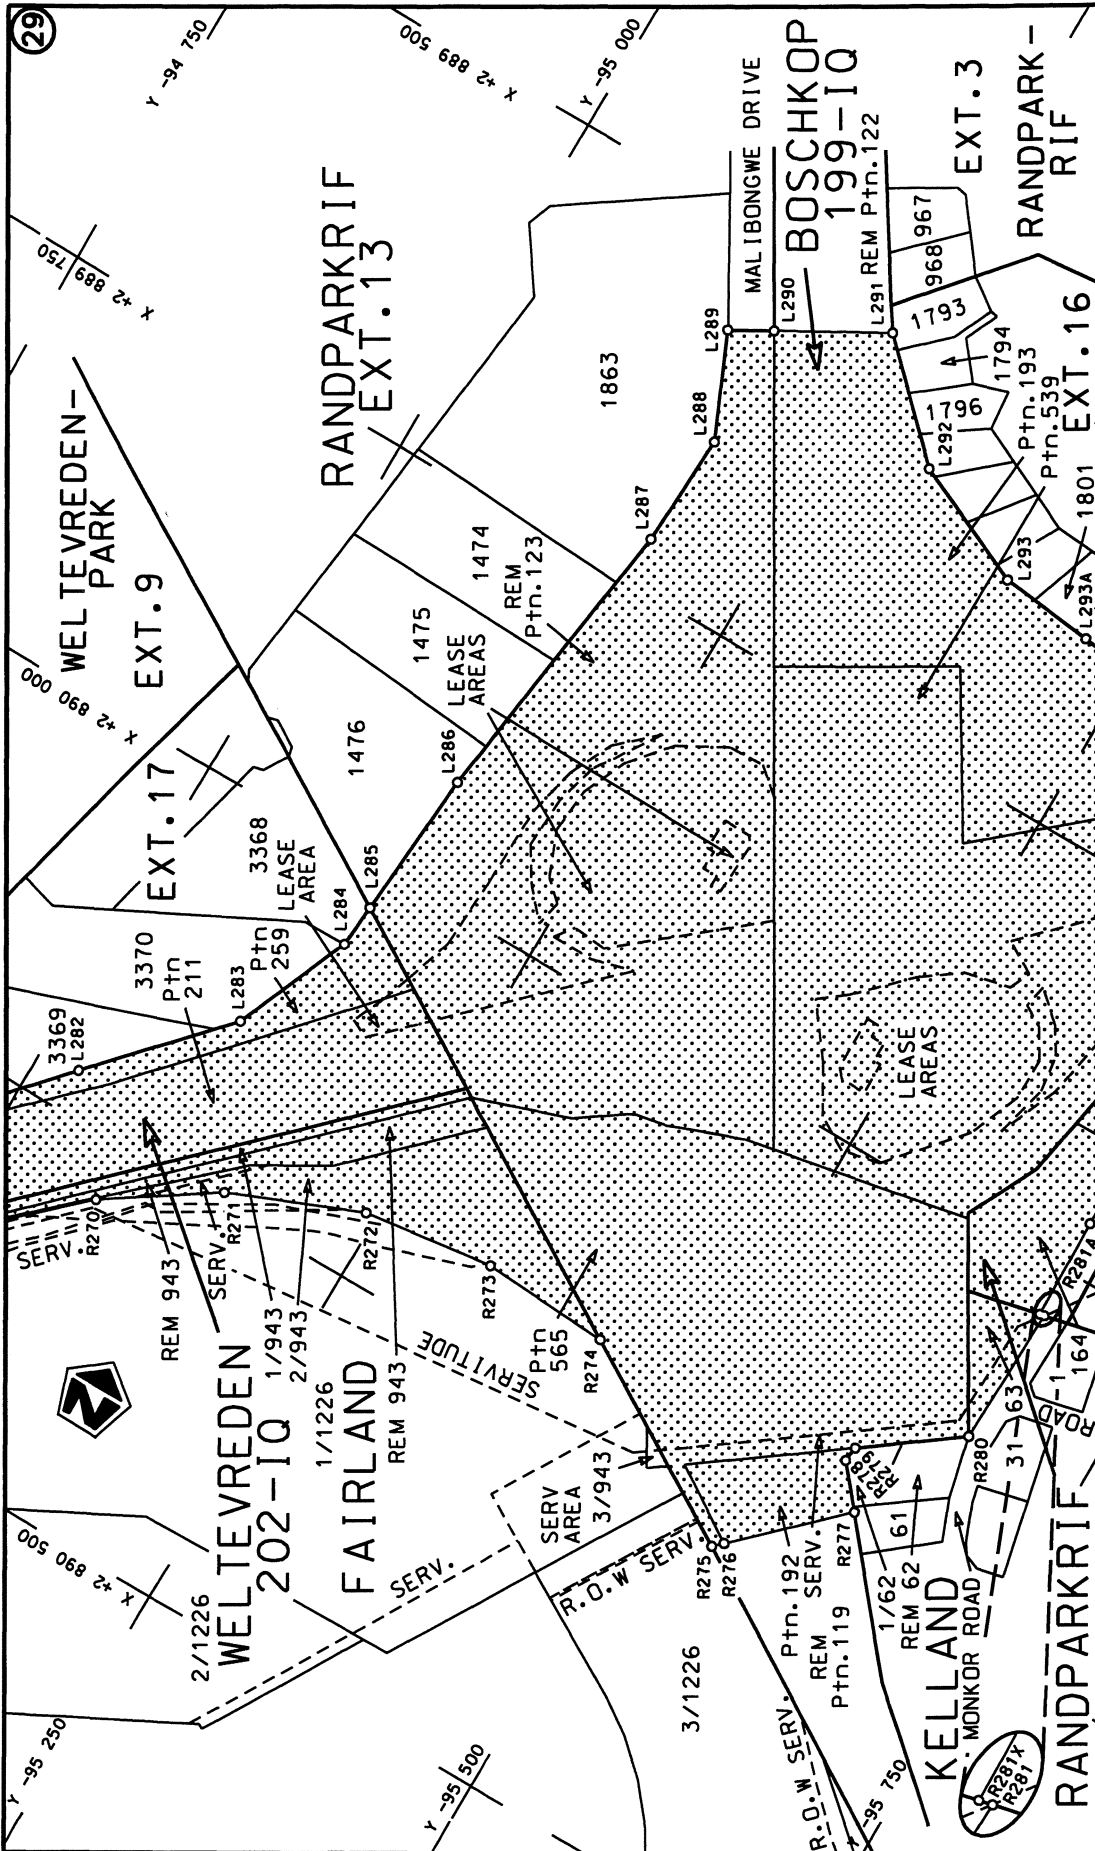 29
Y -94 750
X +2 889 500
Y -95 000
X +2 889 750
X +2 890 000
WELTEVREDEN-
PARK
EXT.9
EXT.17
RANDPARKRIF
EXT.13
MALIBONGWE DRIVE
BOSCHKOP
199-IQ
REM Ptn.122
EXT.3
RANDPARK-
RIF
967
968
1793
1794
Ptn.193
Ptn.539
EXT.16
1796
1801
1863
1474
REM
Ptn.123
1475
LEASE
AREAS
1476
3368
LEASE
AREA
Ptn
259
3370
Ptn
211
3369
L282
L283
L284
L285
L286
L287
L288
L289
L290
L291
L292
L293
L293A
LEASE
AREAS
SERV.
R270
REM 943
SERV.
R271
R272
R273
R274
WELTEVREDEN
202-IQ
1/943
2/943
1/1226
REM 943
FAIRLAND
SERVITUDE
Ptn
565
2/1226
X +2 890 500
SERV.
SERV
AREA
3/943
R.O.W SERV.
R275
R276
Ptn.192
REM
Ptn.119
SERV.
R277
R278
R279
R280
1/62
REM 62
61
31
63
1
164
ROAD
R281A
KELLAND
MONKOR ROAD
RANDPARKRIF
R281X
R281
3/1226
R.O.W SERV.
Y -95 250
Y -95 500
Y -95 750